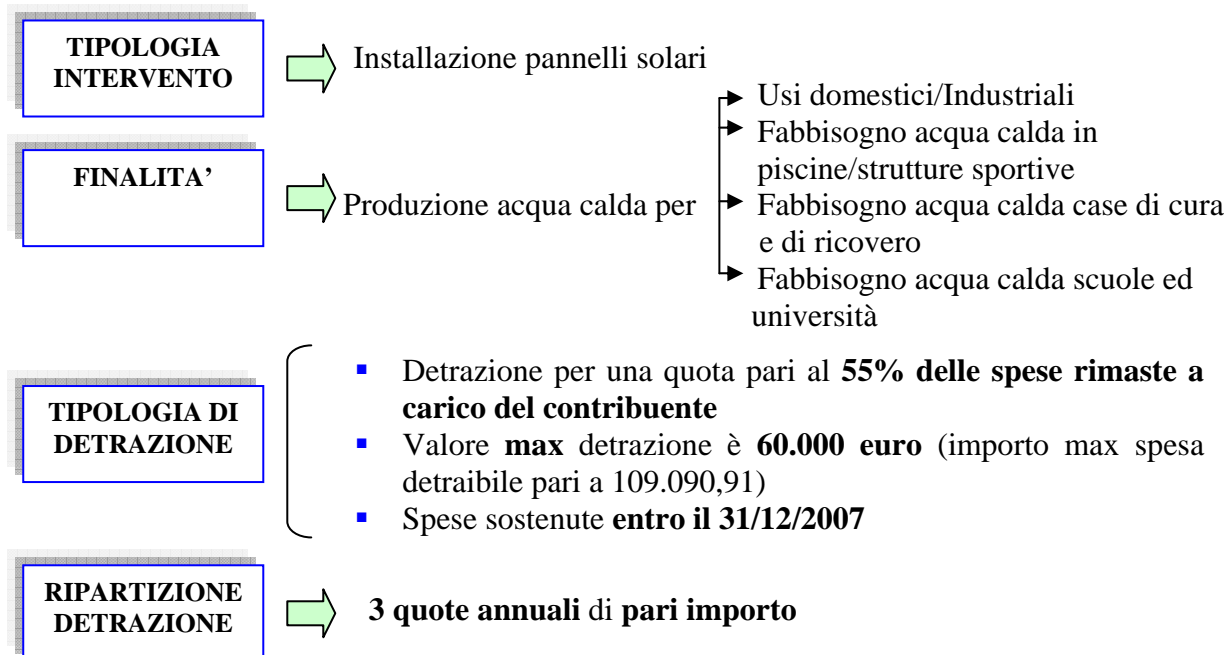 TIPOLOGIA
INTERVENTO
Installazione pannelli solari
FINALITA’
Produzione acqua calda per
Usi domestici/Industriali
Fabbisogno acqua calda in
piscine/strutture sportive
Fabbisogno acqua calda case di cura
e di ricovero
Fabbisogno acqua calda scuole ed
università
TIPOLOGIA DI
DETRAZIONE
▪ Detrazione per una quota pari al 55% delle spese rimaste a
carico del contribuente
▪ Valore max detrazione è 60.000 euro (importo max spesa
detraibile pari a 109.090,91)
▪ Spese sostenute entro il 31/12/2007
RIPARTIZIONE
DETRAZIONE
3 quote annuali di pari importo